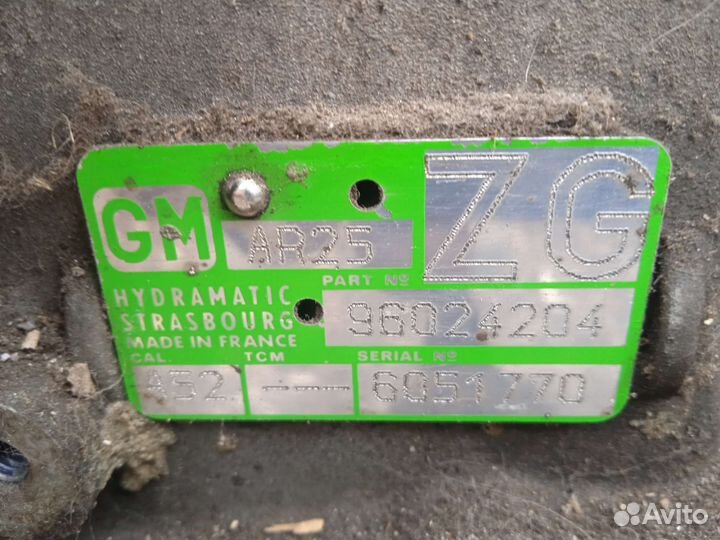 GM AR25 ZG
PART Nº
HYDRAMATIC 96024204
STRASBOURG
MADE IN FRANCE
CAL. TCM SERIAL Nº
A52 --- 6051770
Avito